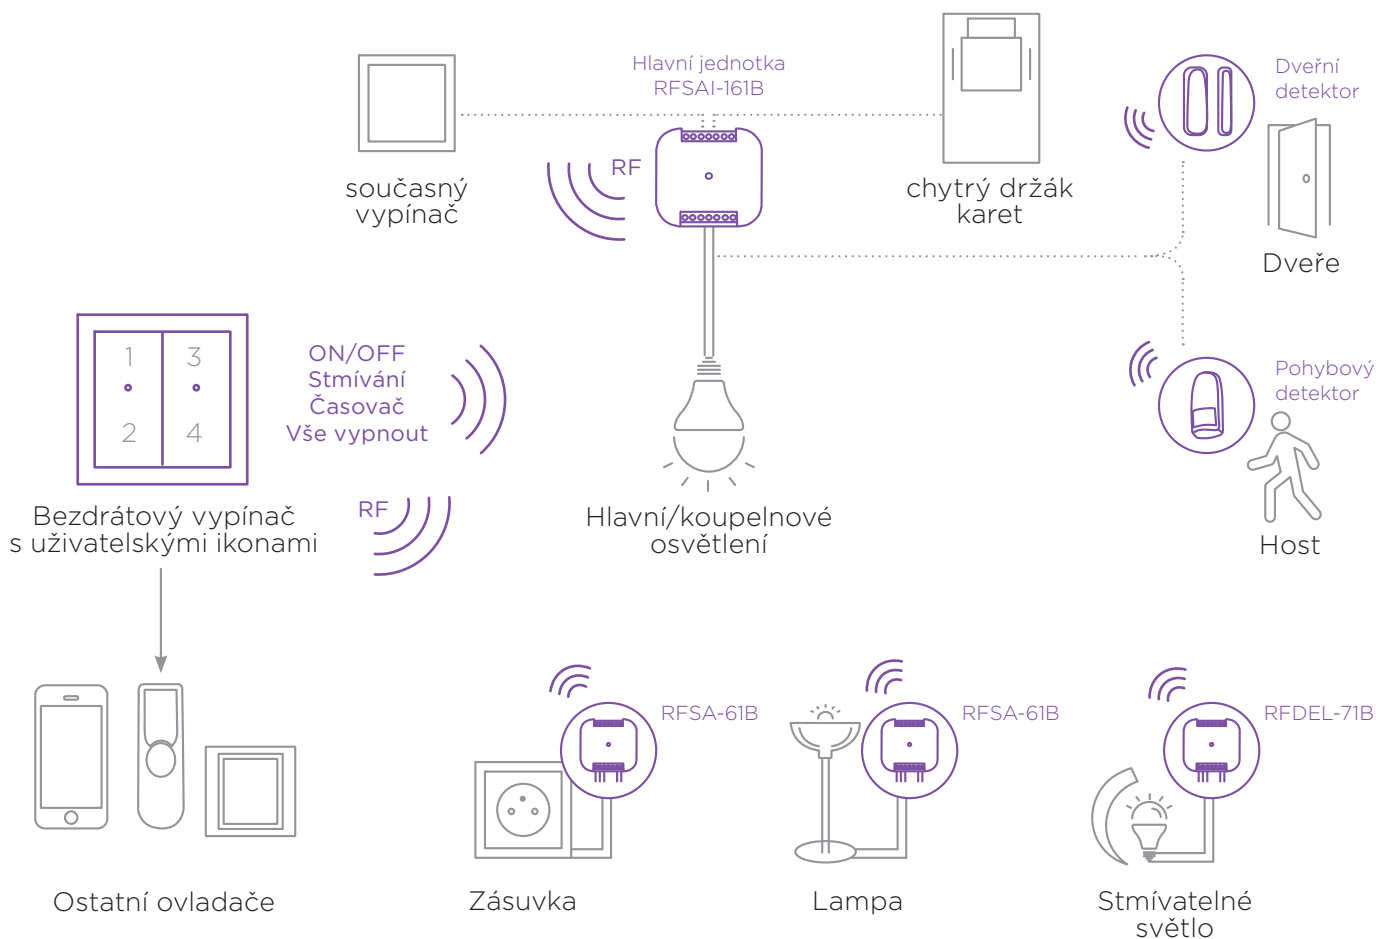 Hlavní jednotka
RFSAI-161B
Dveřní
detektor
RF
současný
vypínač
chytrý držák
karet
Dveře
1
3
2
4
ON/OFF
Stmívání
Časovač
Vše vypnout
Pohybový
detektor
RF
Bezdrátový vypínač
s uživatelskými ikonami
Hlavní/koupelnové
osvětlení
Host
RFSA-61B
RFSA-61B
RFDEL-71B
Ostatní ovladače
Zásuvka
Lampa
Stmívatelné
světlo